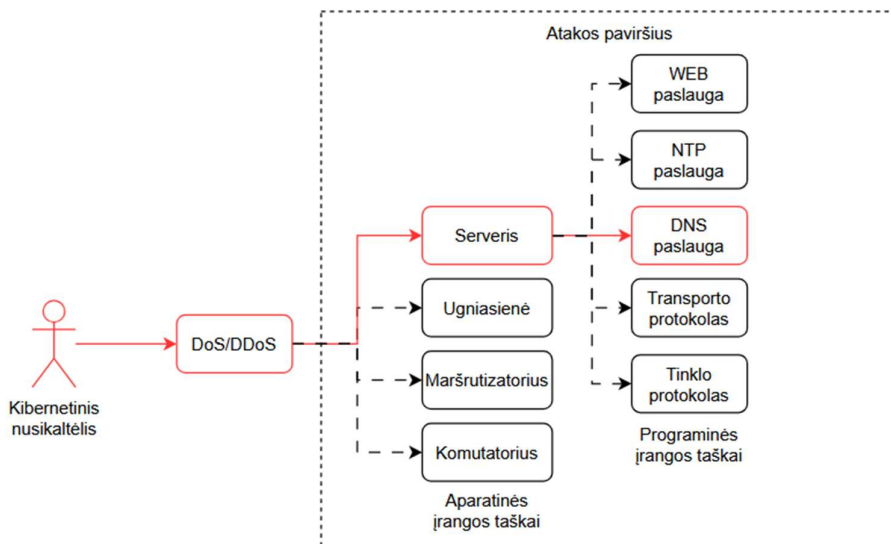 Atakos paviršius
WEB
paslauga
NTP
paslauga
Serveris
DNS
paslauga
Ugniasienė
Transporto
protokolas
DoS/DDoS
Maršrutizatorius
Tinklo
protokolas
Kibernetinis
nusikaltėlis
Komutatorius
Programinės
įrangos taškai
Aparatinės
įrangos taškai